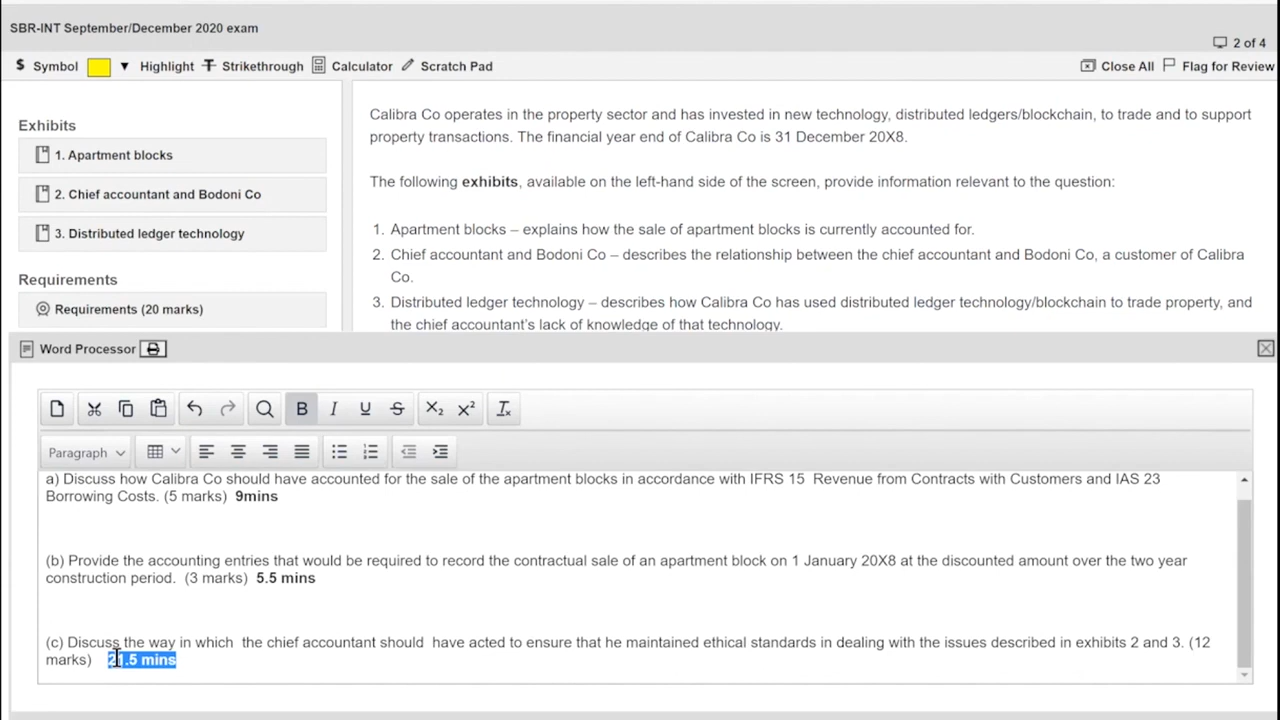 SBR-INT September/December 2020 exam
2 of 4
$ Symbol Highlight Strikethrough Calculator Scratch Pad Close All Flag for Review
Exhibits
1. Apartment blocks
2. Chief accountant and Bodoni Co
3. Distributed ledger technology
Requirements
Requirements (20 marks)
Calibra Co operates in the property sector and has invested in new technology, distributed ledgers/blockchain, to trade and to support
property transactions. The financial year end of Calibra Co is 31 December 20X8.
The following exhibits, available on the left-hand side of the screen, provide information relevant to the question:
1. Apartment blocks – explains how the sale of apartment blocks is currently accounted for.
2. Chief accountant and Bodoni Co – describes the relationship between the chief accountant and Bodoni Co, a customer of Calibra
Co.
3. Distributed ledger technology – describes how Calibra Co has used distributed ledger technology/blockchain to trade property, and
the chief accountant's lack of knowledge of that technology.
Word Processor
B I U S X₂ X² Tx
Paragraph
a) Discuss how Calibra Co should have accounted for the sale of the apartment blocks in accordance with IFRS 15 Revenue from Contracts with Customers and IAS 23
Borrowing Costs. (5 marks) 9mins
(b) Provide the accounting entries that would be required to record the contractual sale of an apartment block on 1 January 20X8 at the discounted amount over the two year
construction period. (3 marks) 5.5 mins
(c) Discuss the way in which the chief accountant should have acted to ensure that he maintained ethical standards in dealing with the issues described in exhibits 2 and 3. (12
marks) 21.5 mins